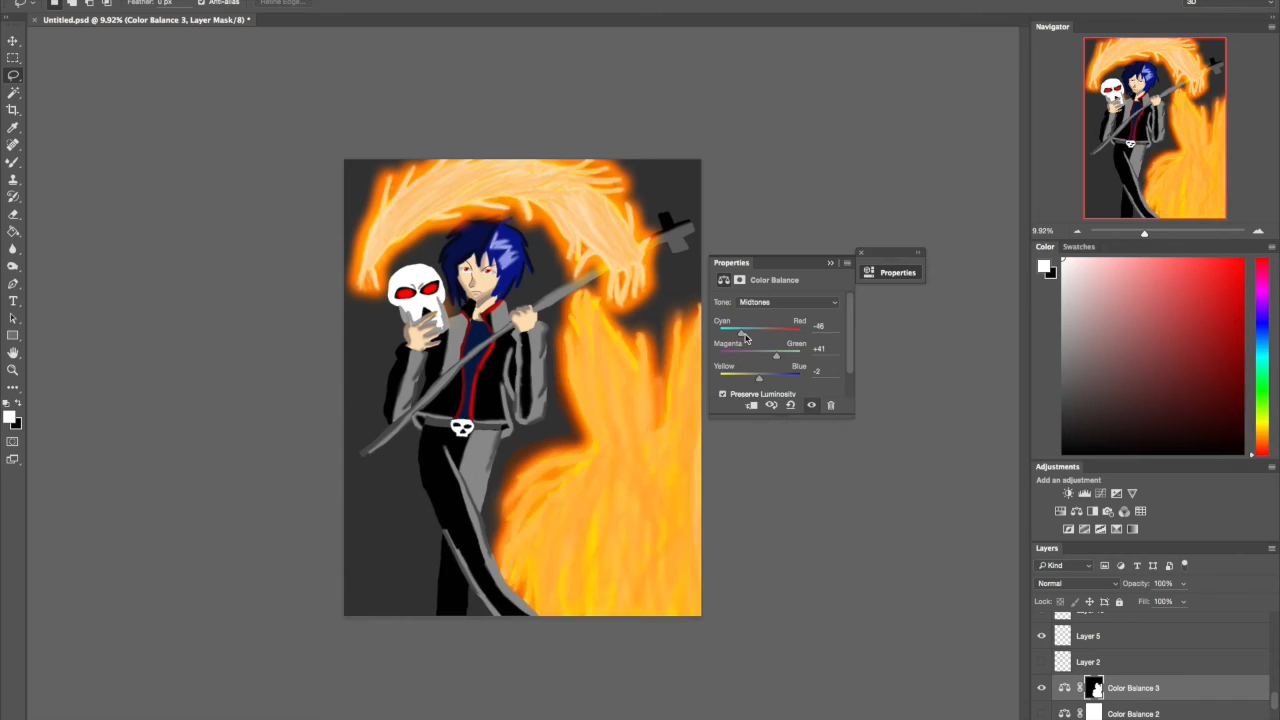 Feather: 0 px Anti-alias Refine Edge... 3D
Untitled.psd @ 9.92% (Color Balance 3, Layer Mask/8) *
Navigator
9.92%
Color Swatches
Properties
Properties
Color Balance
Tone: Midtones
Cyan Red -46
Magenta Green +41
Yellow Blue -2
Preserve Luminosity
Adjustments
Add an adjustment
Layers
Kind
Normal Opacity: 100%
Lock: Fill: 100%
Layer 5
Layer 2
Color Balance 3
Color Balance 2